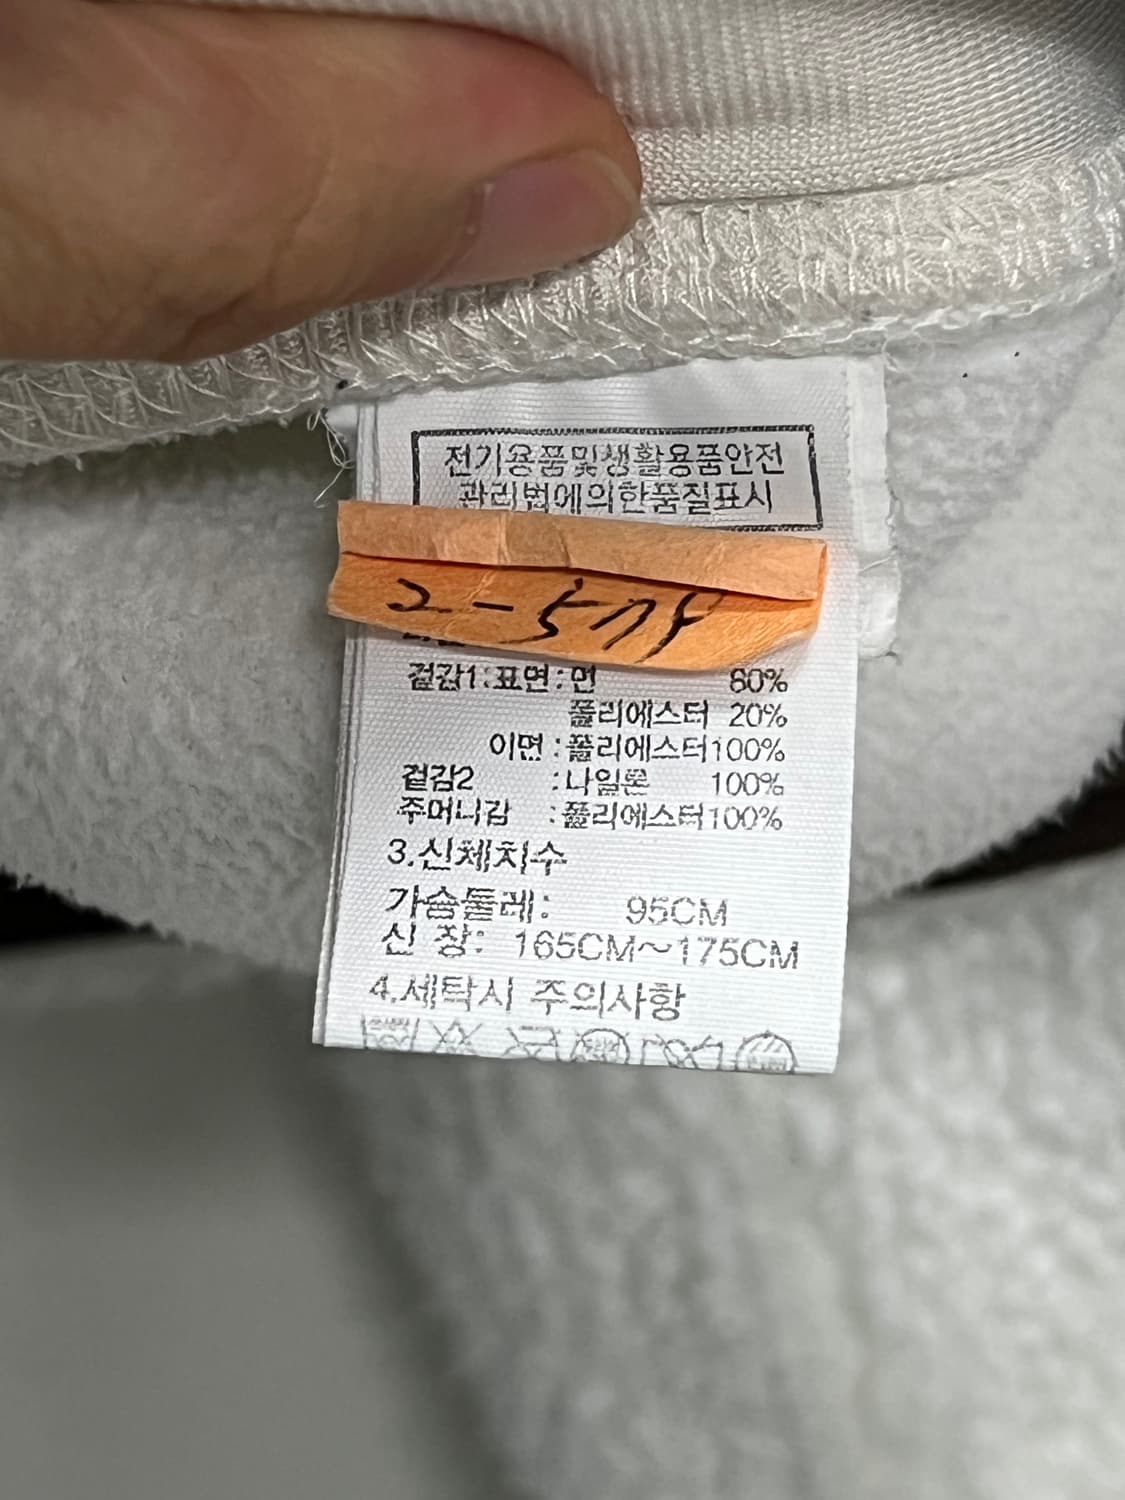 전기용품및생활용품안전
관리법에의한품질표시
겉감1:표면:면 80%
폴리에스터 20%
이면:폴리에스터100%
겉감2 :나일론 100%
주머니감 :폴리에스터100%
3.신체치수
가슴둘레: 95CM
신 장: 165CM~175CM
4.세탁시 주의사항